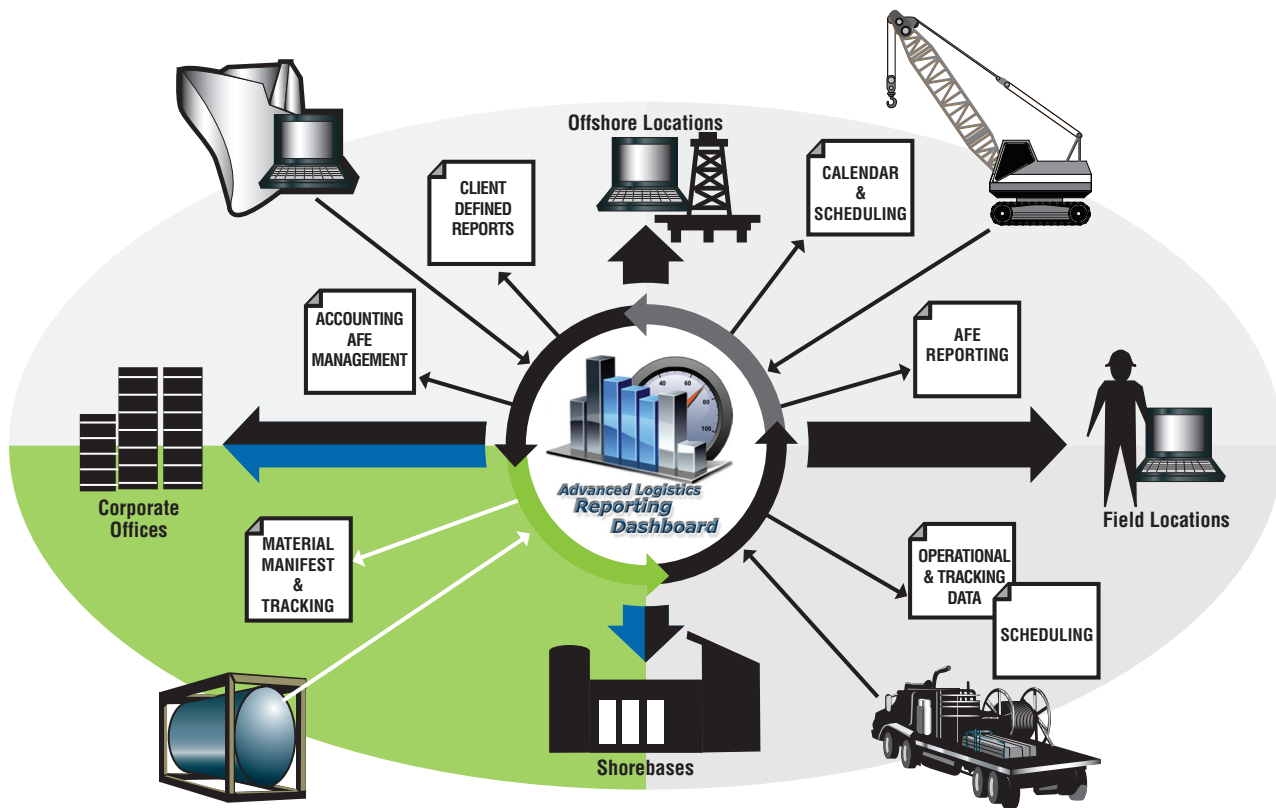 Offshore Locations
CLIENT
DEFINED
REPORTS
CALENDAR
&
SCHEDULING
ACCOUNTING
AFE
MANAGEMENT
AFE
REPORTING
40
60
80
100
Advanced Logistics
Reporting
Dashboard
Corporate
Offices
Field Locations
MATERIAL
MANIFEST
&
TRACKING
OPERATIONAL
& TRACKING
DATA
SCHEDULING
Shorebases